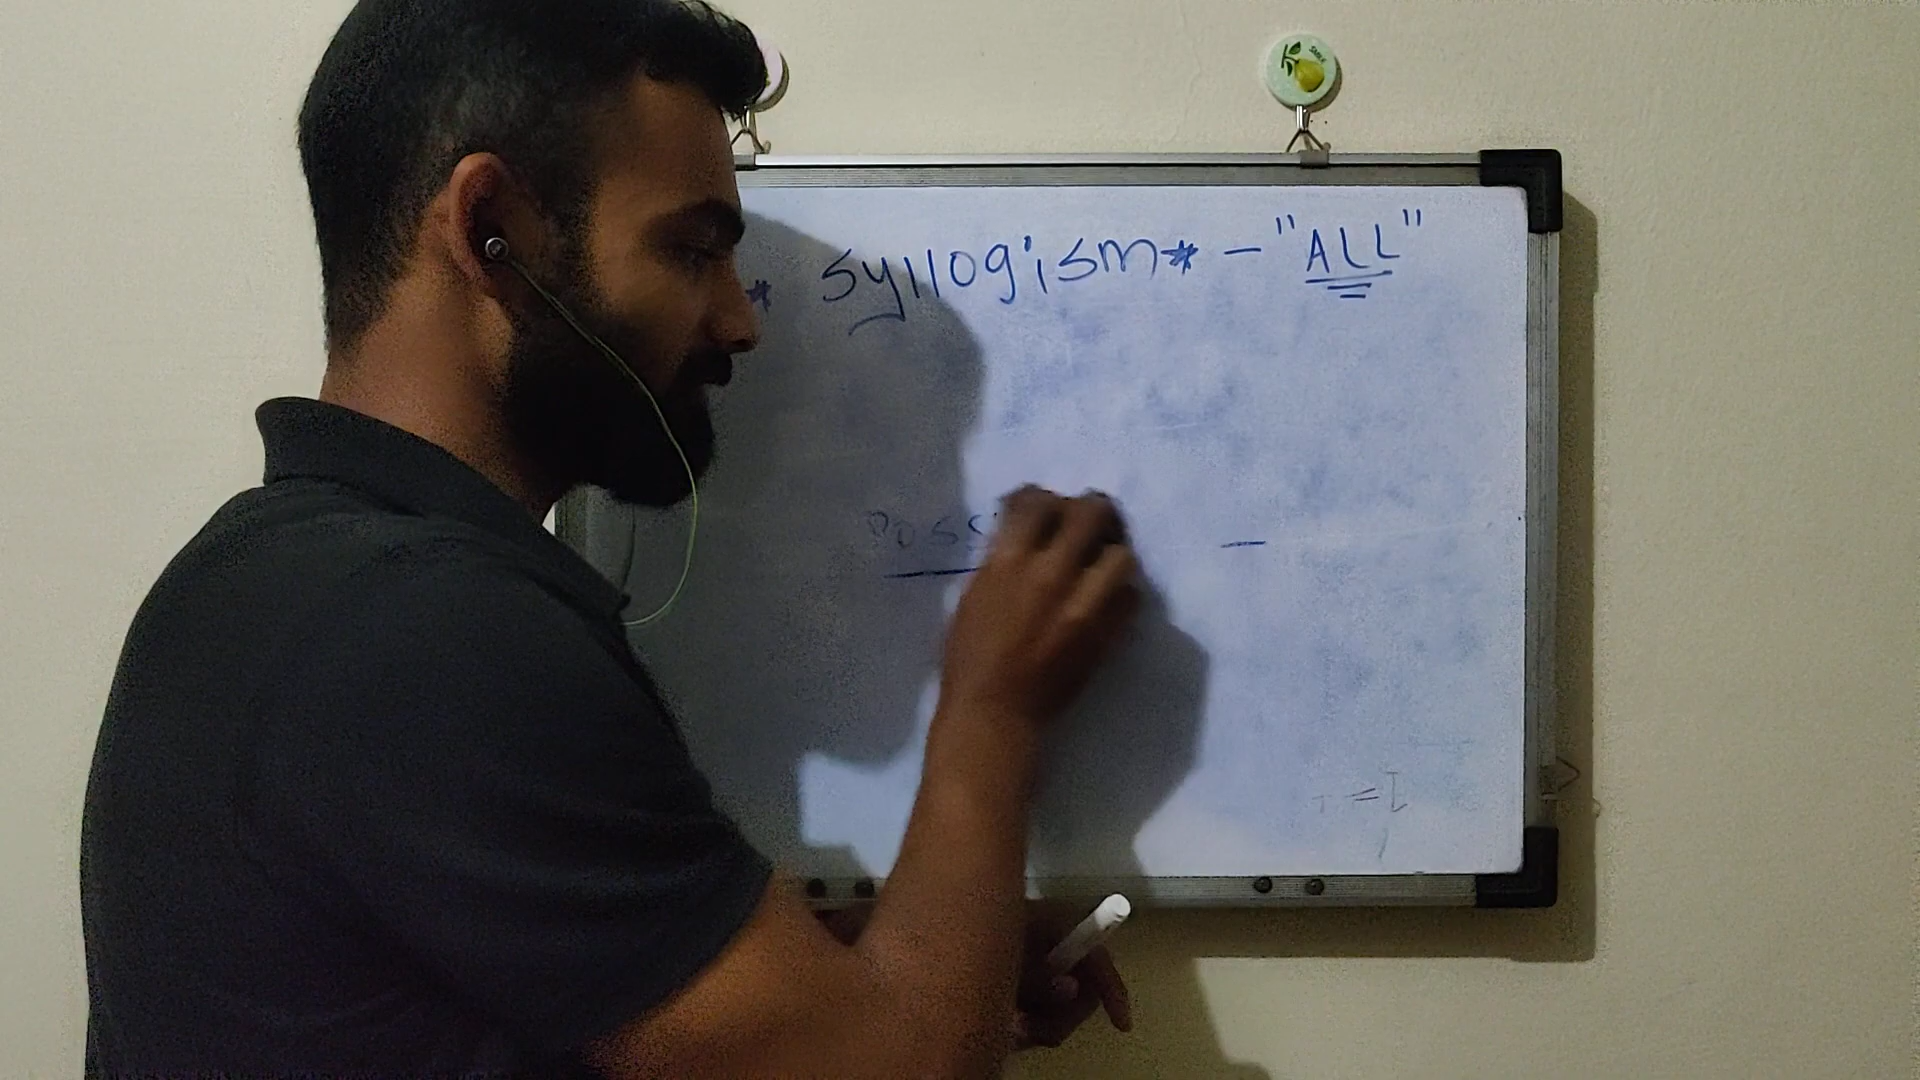 * Syllogism * - "ALL"
Poss